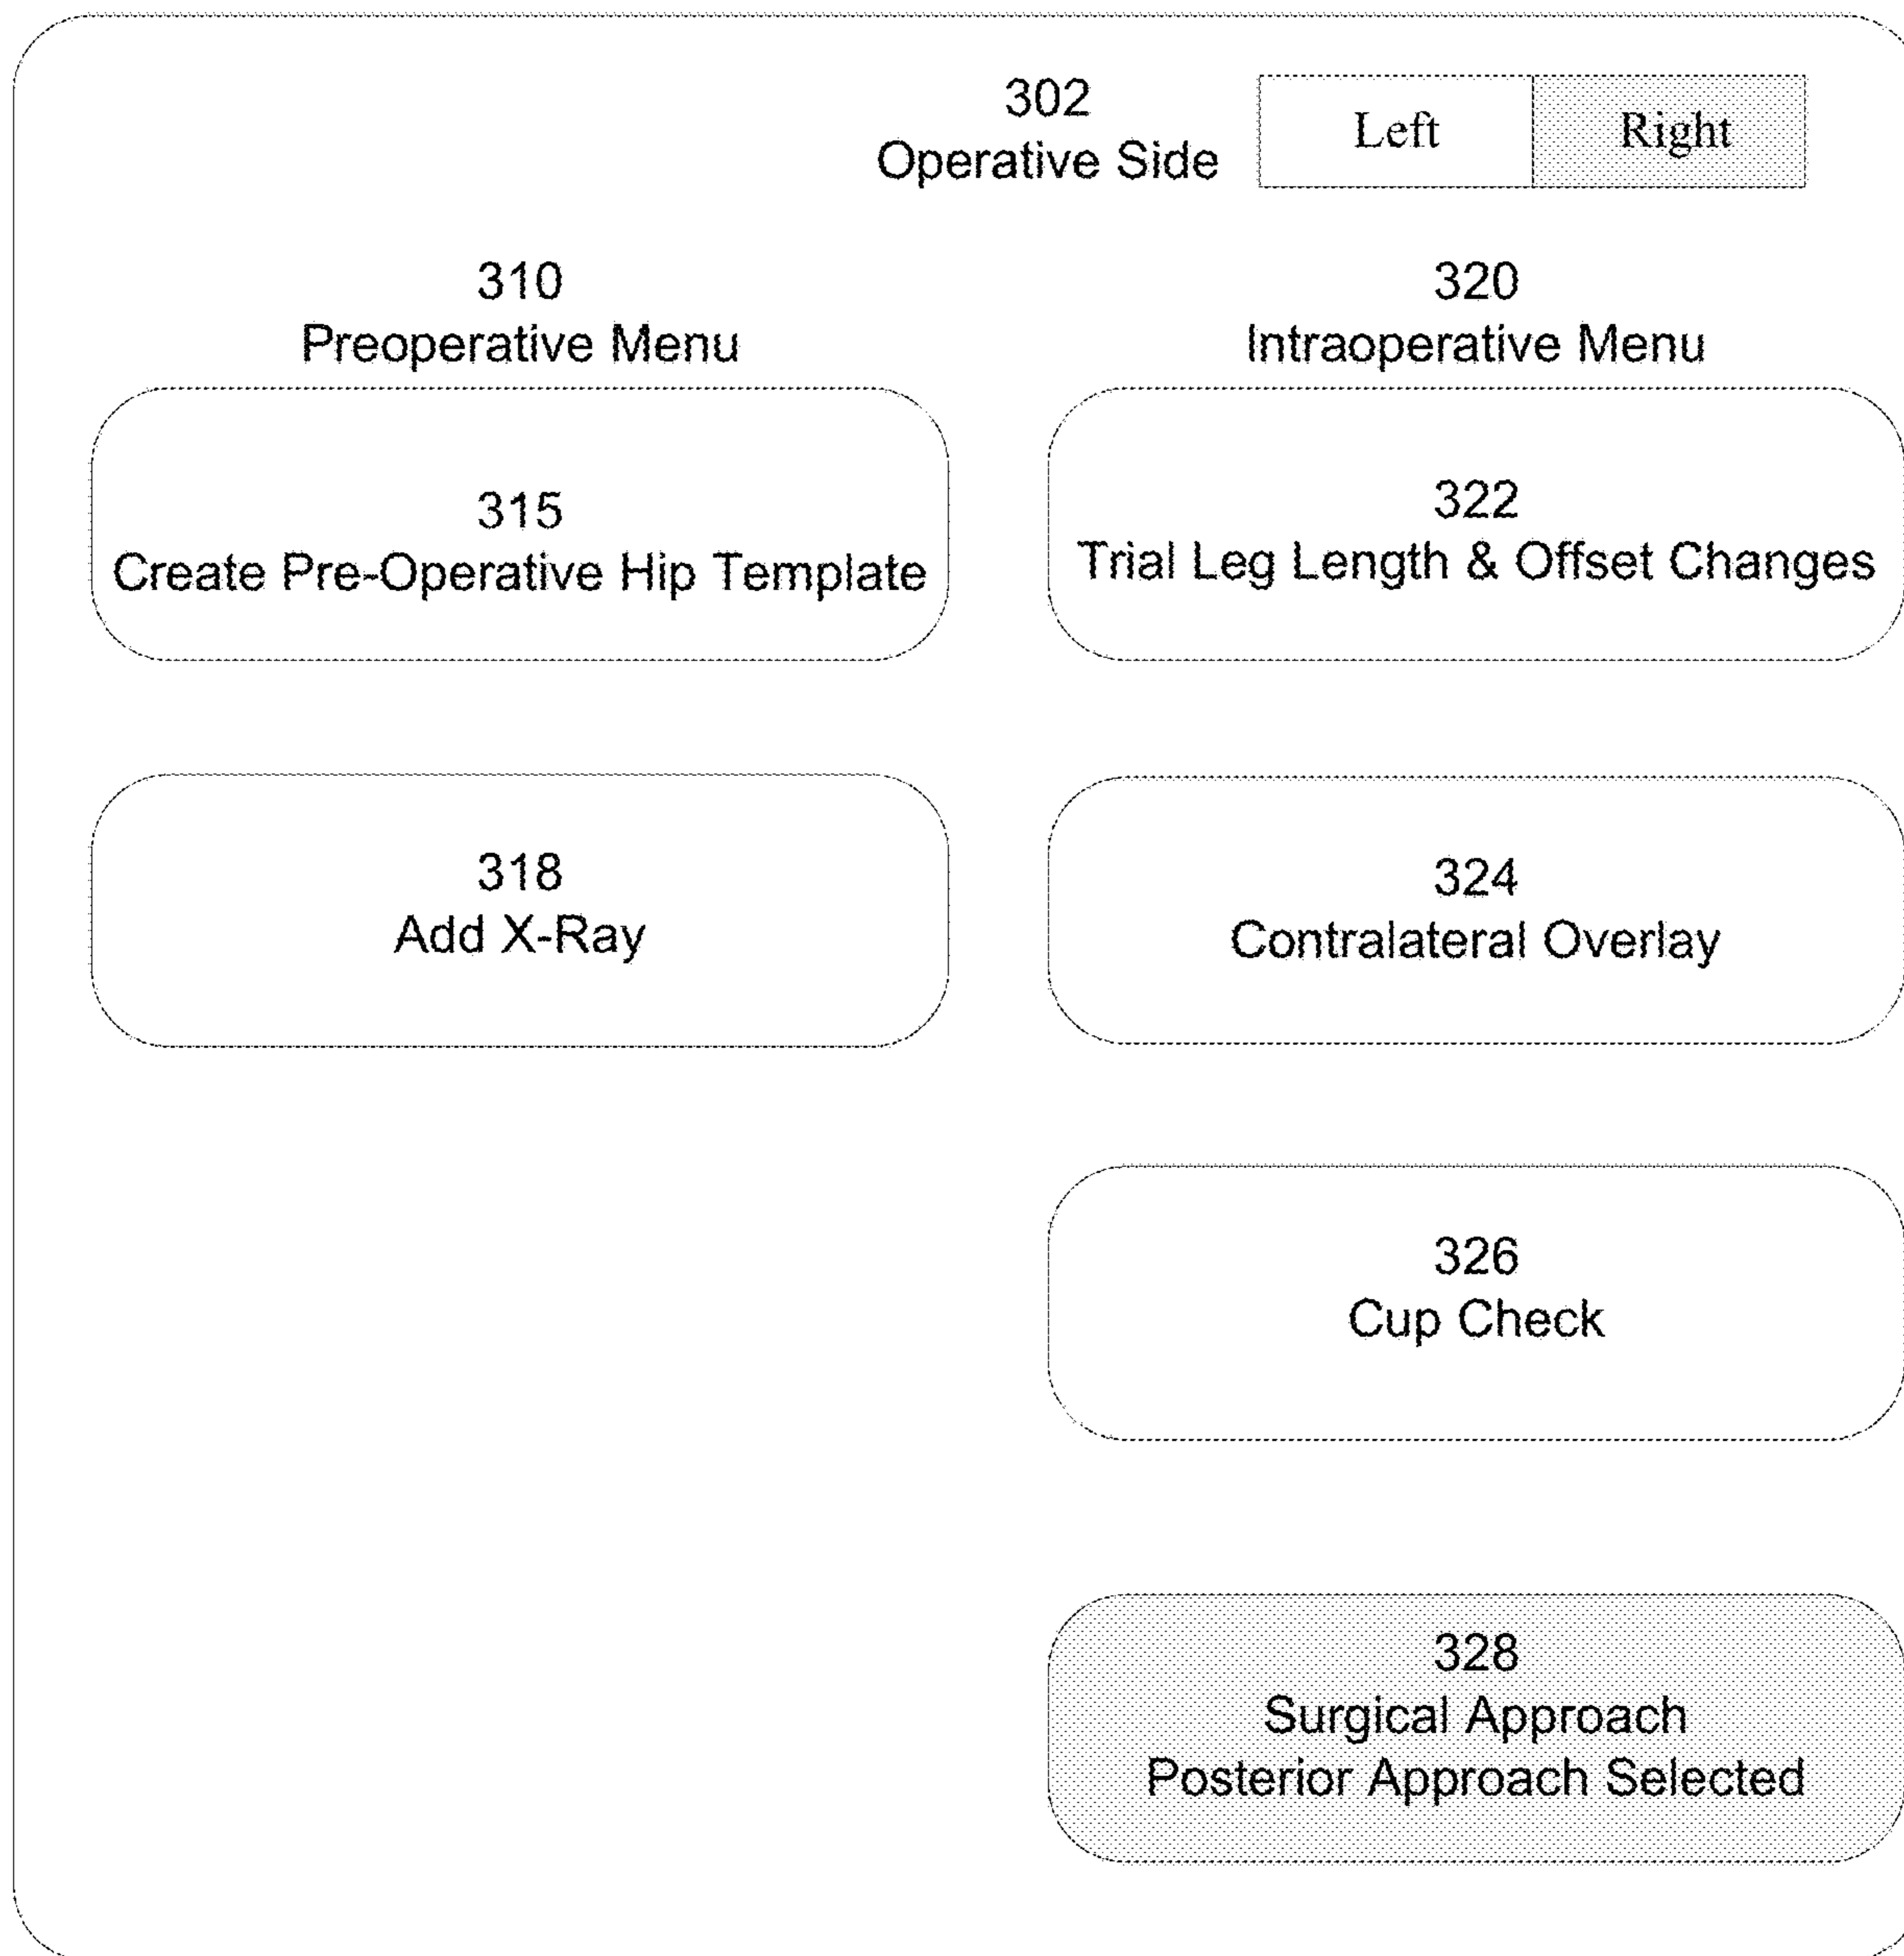 302
Operative Side
Left
Right
310
Preoperative Menu
315
Create Pre-Operative Hip Template
318
Add X-Ray
320
Intraoperative Menu
322
Trial Leg Length & Offset Changes
324
Contralateral Overlay
326
Cup Check
328
Surgical Approach
Posterior Approach Selected